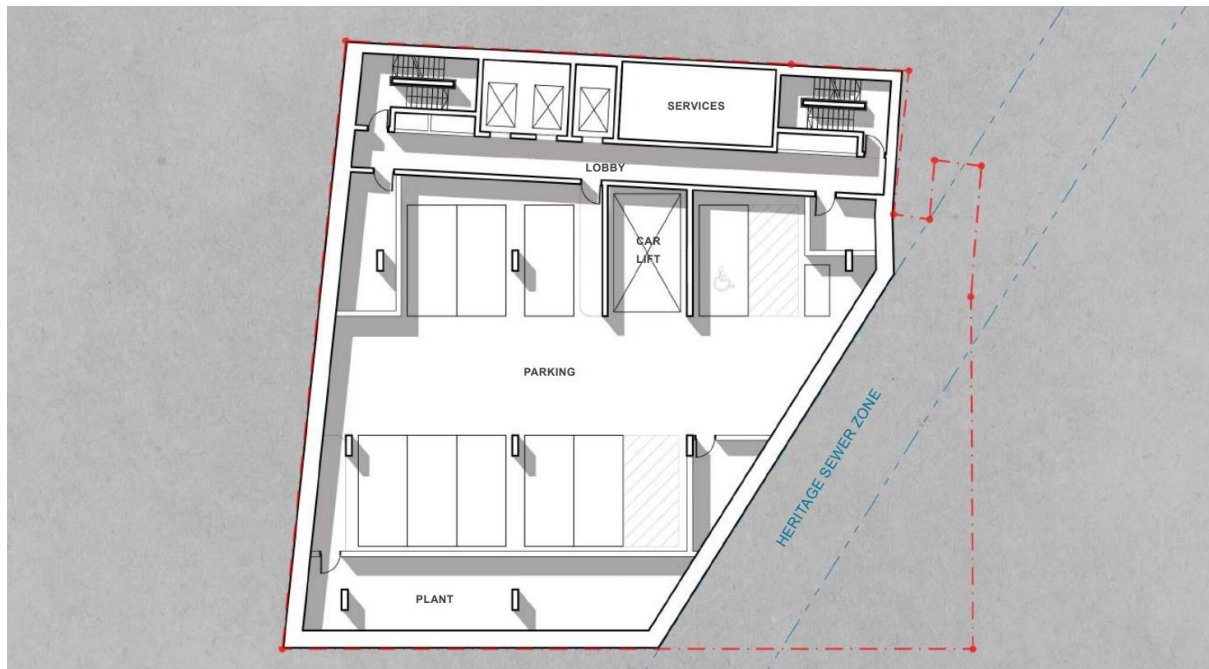 SERVICES
LOBBY
CAR
LIFT
PARKING
HERITAGE SEWER ZONE
PLANT